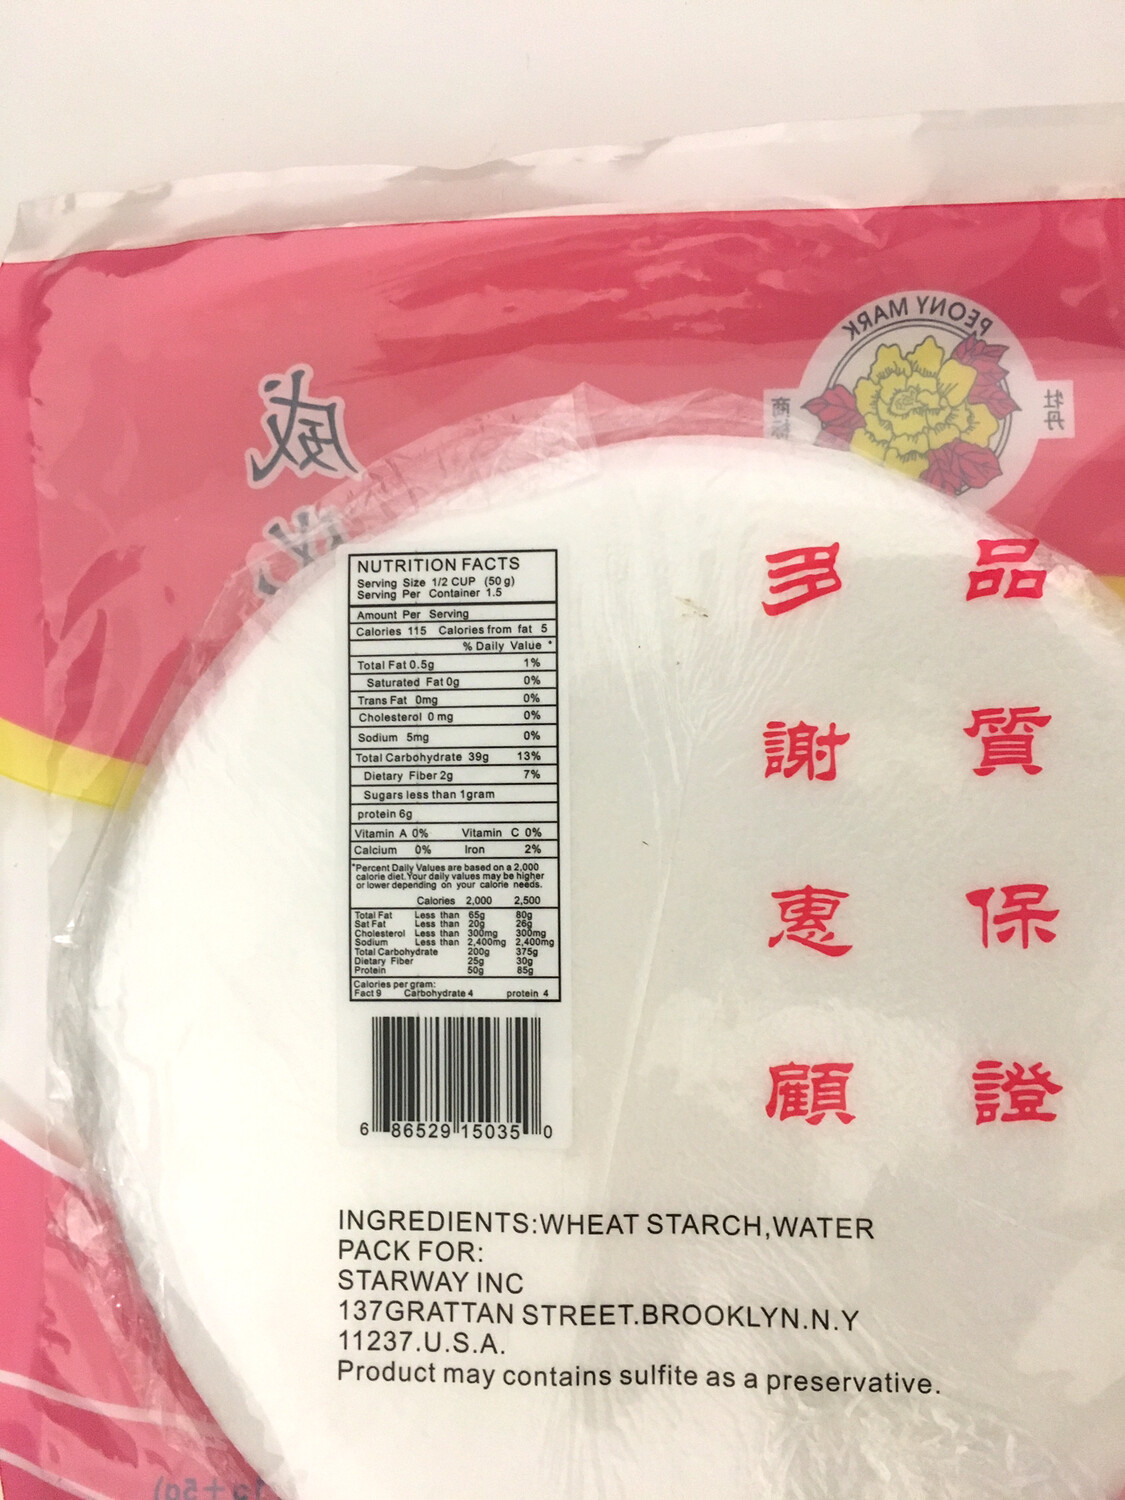 PEONY MARK
牡丹
商標
威
NUTRITION FACTS
Serving Size 1/2 CUP (50 g)
Serving Per Container 1.5
Amount Per Serving
Calories 115 Calories from fat 5
% Daily Value *
Total Fat 0.5g 1%
Saturated Fat 0g 0%
Trans Fat 0mg 0%
Cholesterol 0 mg 0%
Sodium 5mg 0%
Total Carbohydrate 39g 13%
Dietary Fiber 2g 7%
Sugars less than 1gram
protein 6g
Vitamin A 0% Vitamin C 0%
Calcium 0% Iron 2%
*Percent Daily Values are based on a 2,000
calorie diet.Your daily values may be higher
or lower depending on your calorie needs.
Calories 2,000 2,500
Total Fat Less than 65g 80g
Sat Fat Less than 20g 26g
Cholesterol Less than 300mg 300mg
Sodium Less than 2,400mg 2,400mg
Total Carbohydrate 200g 375g
Dietary Fiber 25g 30g
Protein 50g 85g
Calories per gram:
Fact 9 Carbohydrate 4 protein 4
6 86529 15035 0
品質保證
多謝惠顧
INGREDIENTS:WHEAT STARCH,WATER
PACK FOR:
STARWAY INC
137GRATTAN STREET.BROOKLYN.N.Y
11237.U.S.A.
Product may contains sulfite as a preservative.